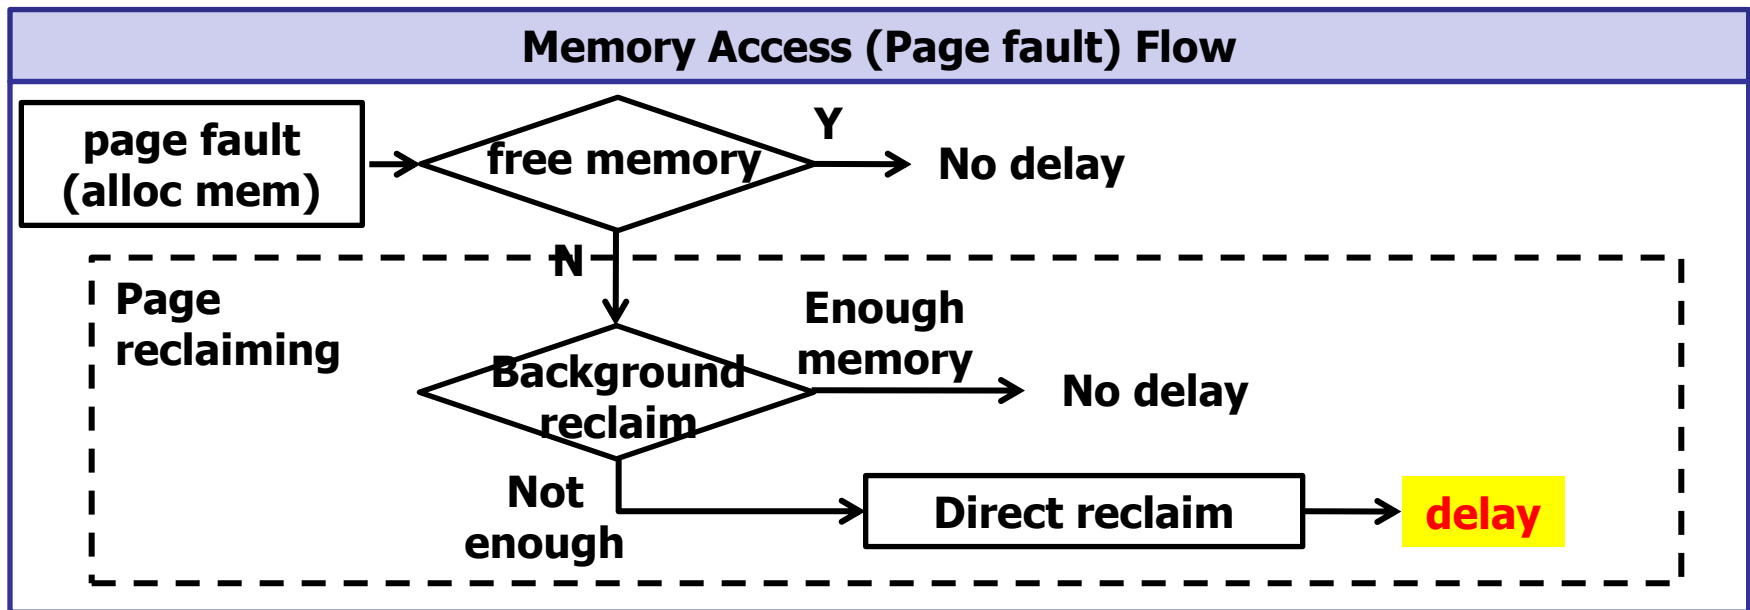 Memory Access (Page fault) Flow
page fault
(alloc mem)
free memory
Y
No delay
N
Page
reclaiming
Enough
memory
Background
reclaim
No delay
Not
enough
Direct reclaim
delay